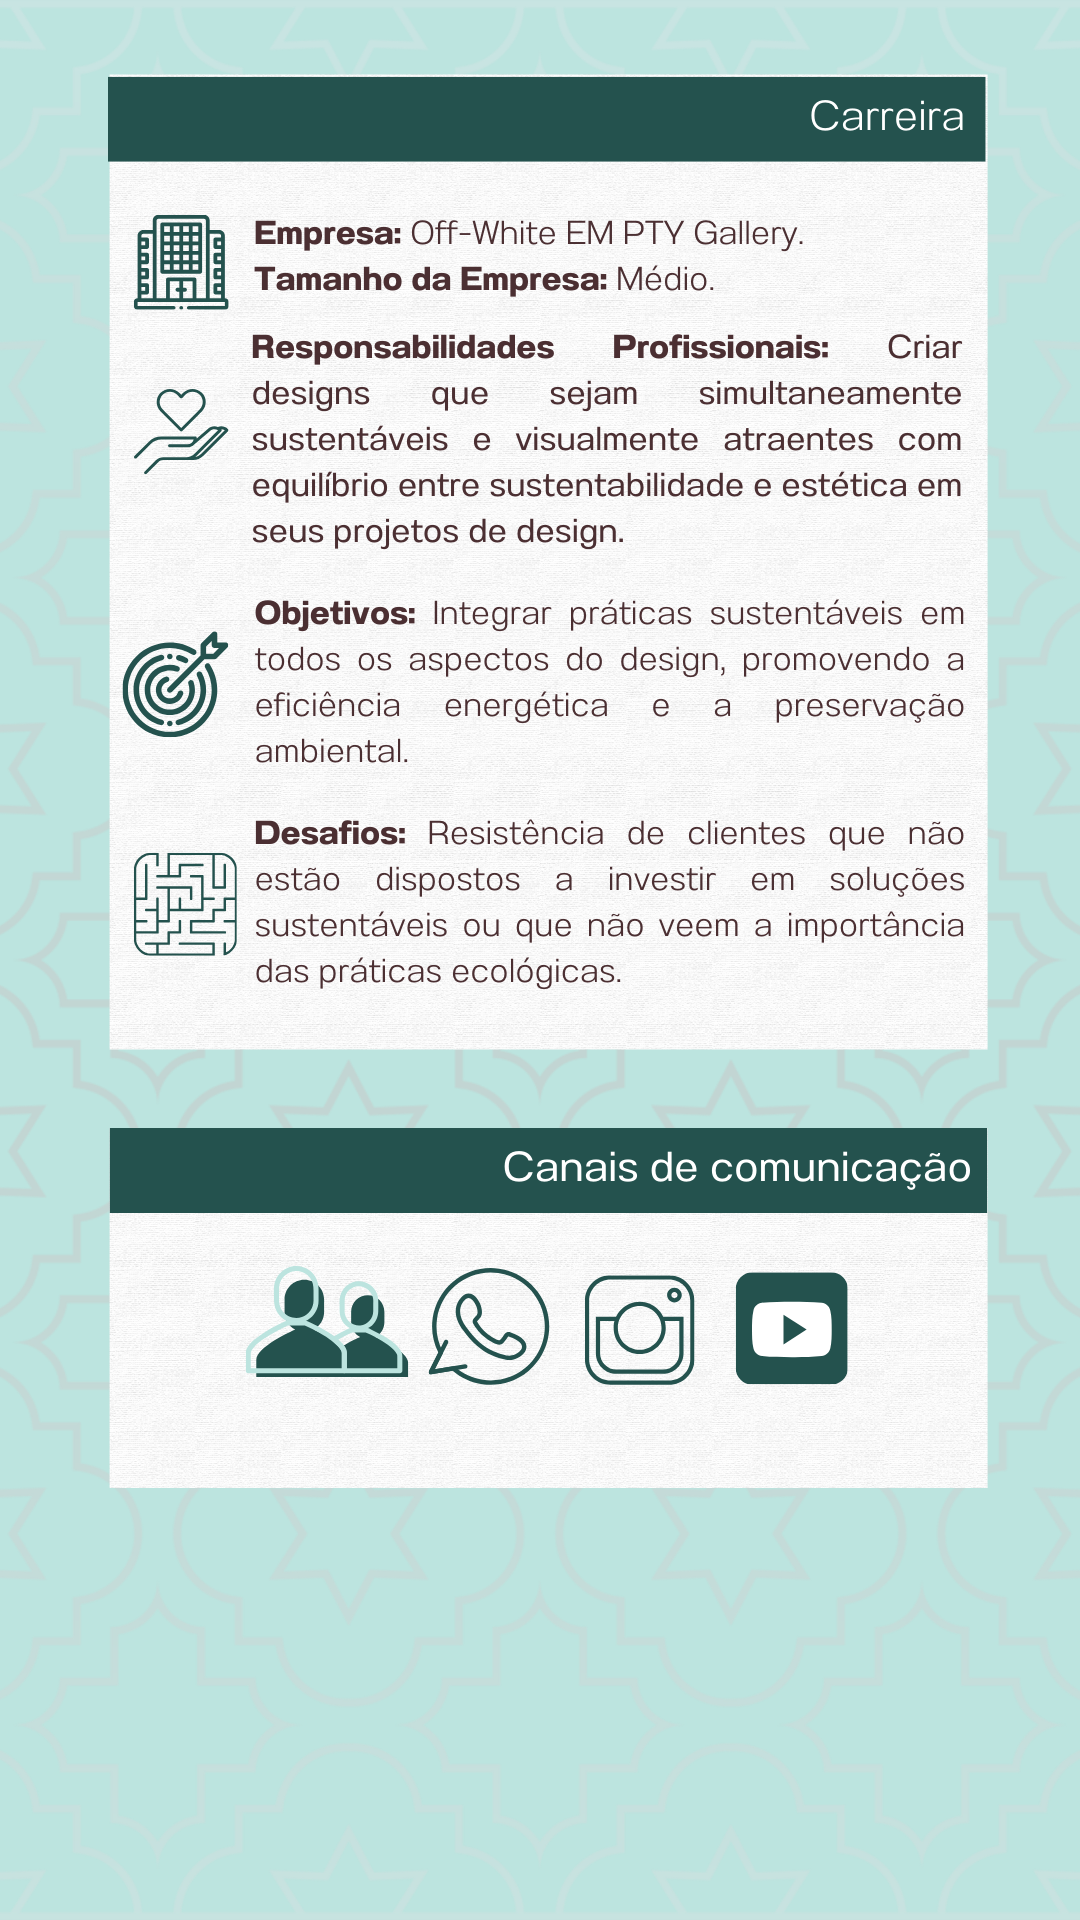 Carreira
Empresa: Off-White EM PTY Gallery.
Tamanho da Empresa: Médio.
Responsabilidades Profissionais: Criar
designs que sejam simultaneamente
sustentáveis e visualmente atraentes com
equilíbrio entre sustentabilidade e estética em
seus projetos de design.
Objetivos: Integrar práticas sustentáveis em
todos os aspectos do design, promovendo a
eficiência energética e a preservação
ambiental.
Desafios: Resistência de clientes que não
estão dispostos a investir em soluções
sustentáveis ou que não veem a importância
das práticas ecológicas.
Canais de comunicação